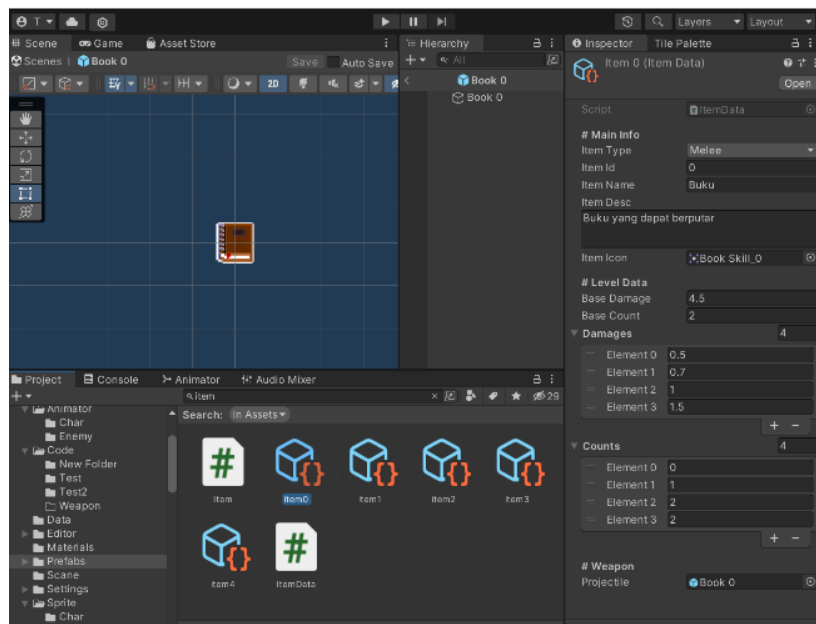 T
Layers
Layout
Scene
Game
Asset Store
Scenes
Book 0
Save
Auto Save
2D
Hierarchy
All
Book 0
Book 0
Inspector
Tile Palette
Item 0 (Item Data)
Open
Script
ItemData
# Main Info
Item Type
Melee
Item Id
0
Item Name
Buku
Item Desc
Buku yang dapat berputar
Item Icon
Book Skill_0
# Level Data
Base Damage
4.5
Base Count
2
Damages
4
Element 0
0.5
Element 1
0.7
Element 2
1
Element 3
1.5
+ -
Counts
4
Element 0
0
Element 1
1
Element 2
2
Element 3
2
+ -
# Weapon
Projectile
Book 0
Project
Console
Animator
Audio Mixer
item
29
Animator
Char
Enemy
Code
New Folder
Test
Test2
Weapon
Data
Editor
Materials
Prefabs
Scane
Settings
Sprite
Char
Search:
In Assets
#
{}
{}
{}
{}
Item
Item0
Item1
Item2
Item3
{}
#
Item4
ItemData